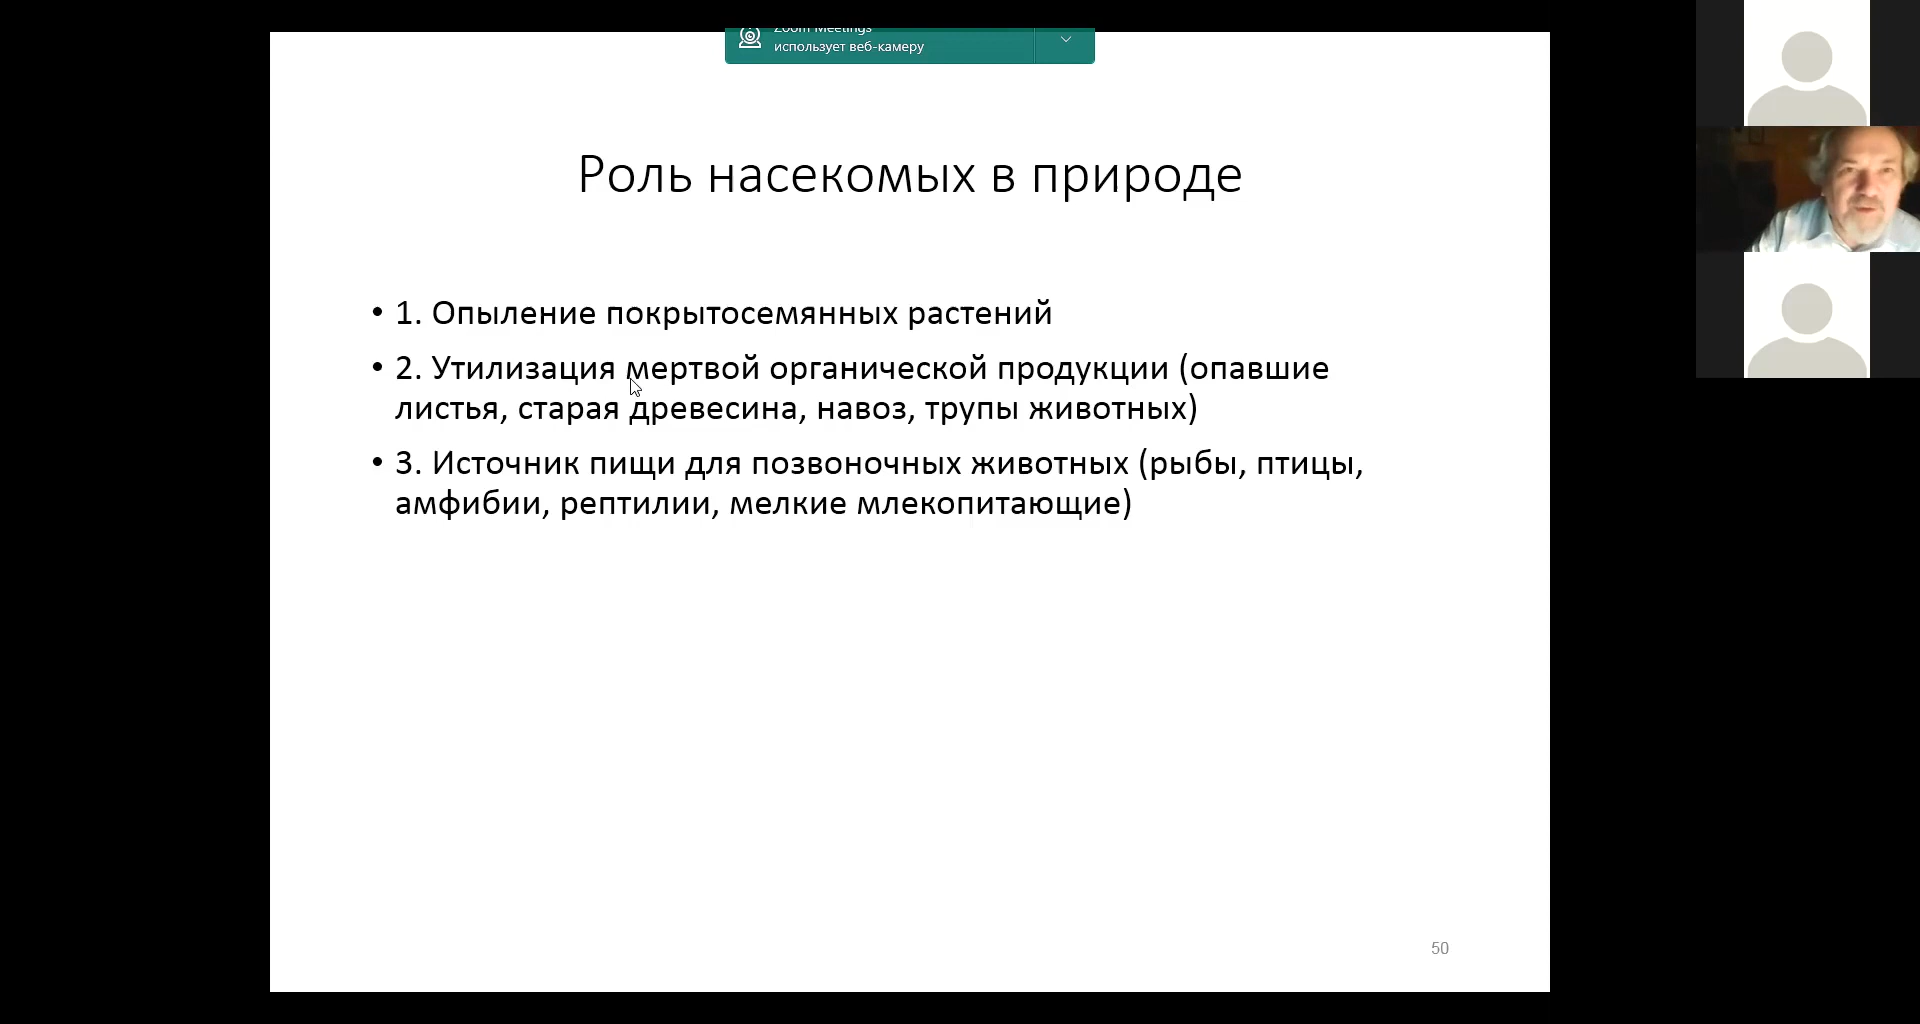 Zoom Meetings
использует веб-камеру
Роль насекомых в природе
• 1. Опыление покрытосемянных растений
• 2. Утилизация мертвой органической продукции (опавшие
листья, старая древесина, навоз, трупы животных)
• 3. Источник пищи для позвоночных животных (рыбы, птицы,
амфибии, рептилии, мелкие млекопитающие)
50